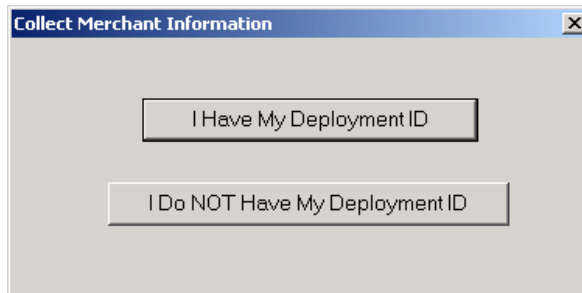 Collect Merchant Information
I Have My Deployment ID
I Do NOT Have My Deployment ID